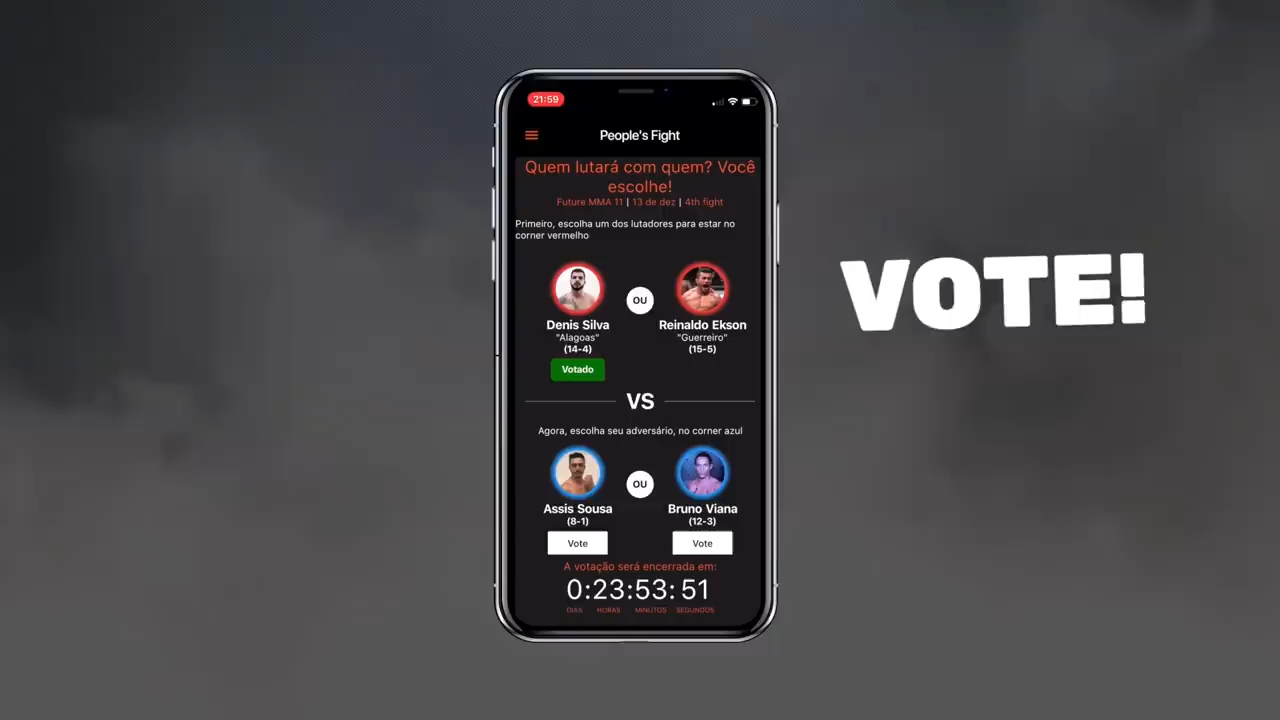 21:59
People's Fight
Quem lutará com quem? Você
escolhe!
Future MMA 11 | 13 de dez | 4th fight
Primeiro, escolha um dos lutadores para estar no
corner vermelho
OU
Denis Silva
"Alagoas"
(14-4)
Votado
Reinaldo Ekson
"Guerreiro"
(15-5)
VS
Agora, escolha seu adversário, no corner azul
OU
Assis Sousa
(8-1)
Vote
Bruno Viana
(12-3)
Vote
A votação será encerrada em:
0:23:53:51
DIAS HORAS MINUTOS SEGUNDOS
VOTE!